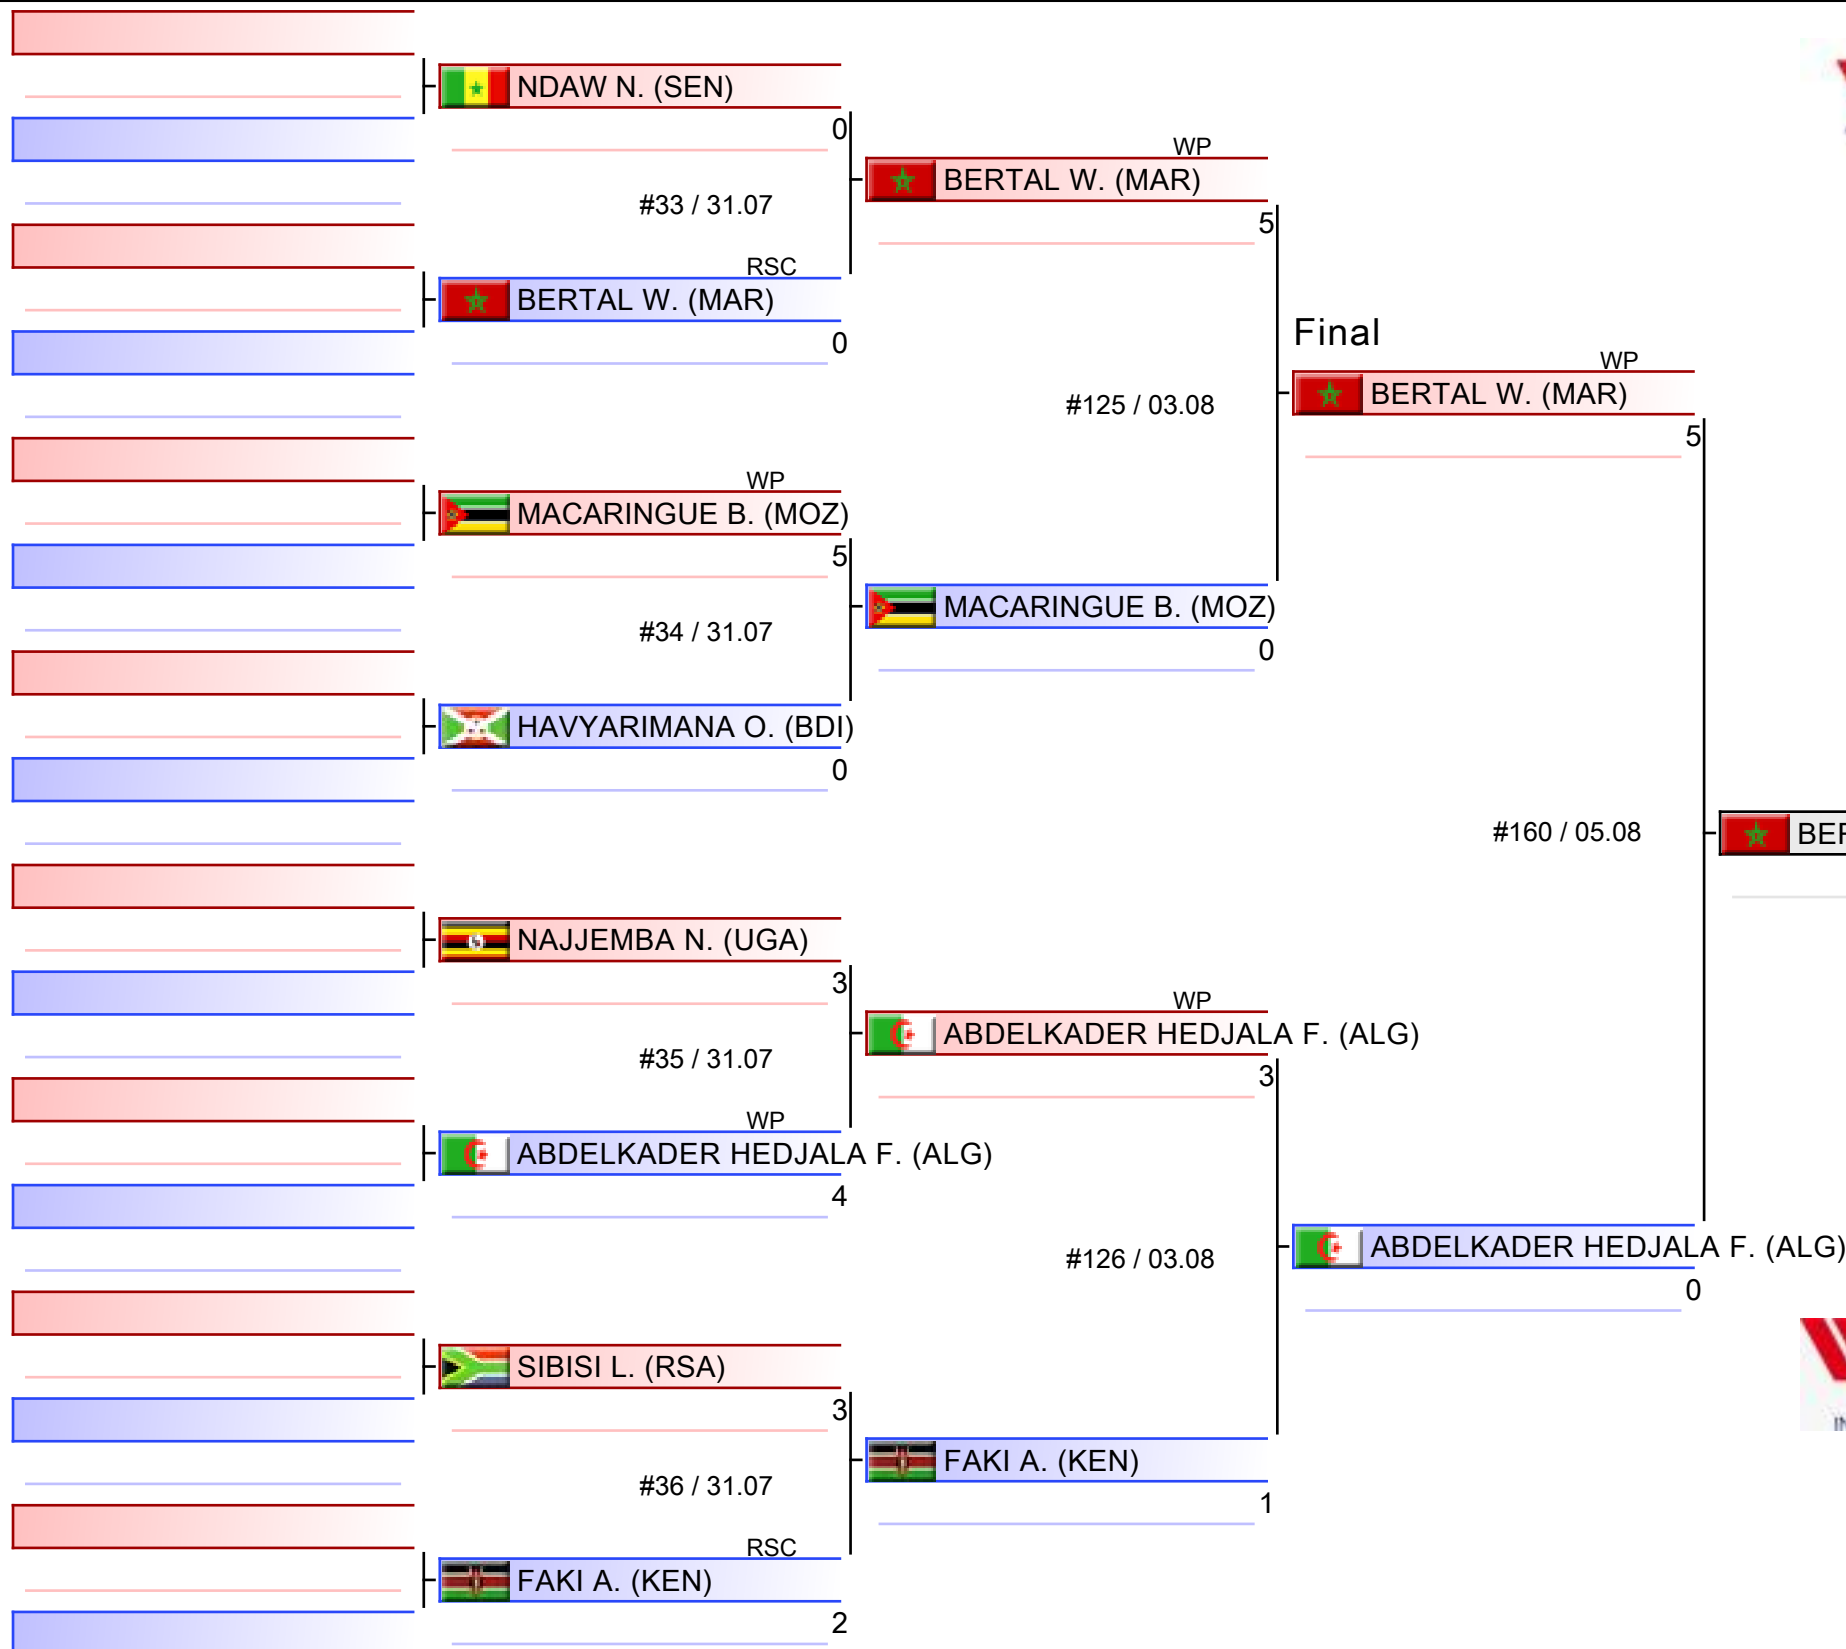 NDAW N. (SEN)
0
#33 / 31.07
RSC
BERTAL W. (MAR)
0
WP
MACARINGUE B. (MOZ)
5
#34 / 31.07
HAVYARIMANA O. (BDI)
0
NAJJEMBA N. (UGA)
3
#35 / 31.07
WP
ABDELKADER HEDJALA F. (ALG)
4
SIBISI L. (RSA)
3
#36 / 31.07
RSC
FAKI A. (KEN)
2
WP
BERTAL W. (MAR)
5
#125 / 03.08
MACARINGUE B. (MOZ)
0
WP
ABDELKADER HEDJALA F. (ALG)
3
#126 / 03.08
FAKI A. (KEN)
1
Final
WP
BERTAL W. (MAR)
5
#160 / 05.08
ABDELKADER HEDJALA F. (ALG)
0